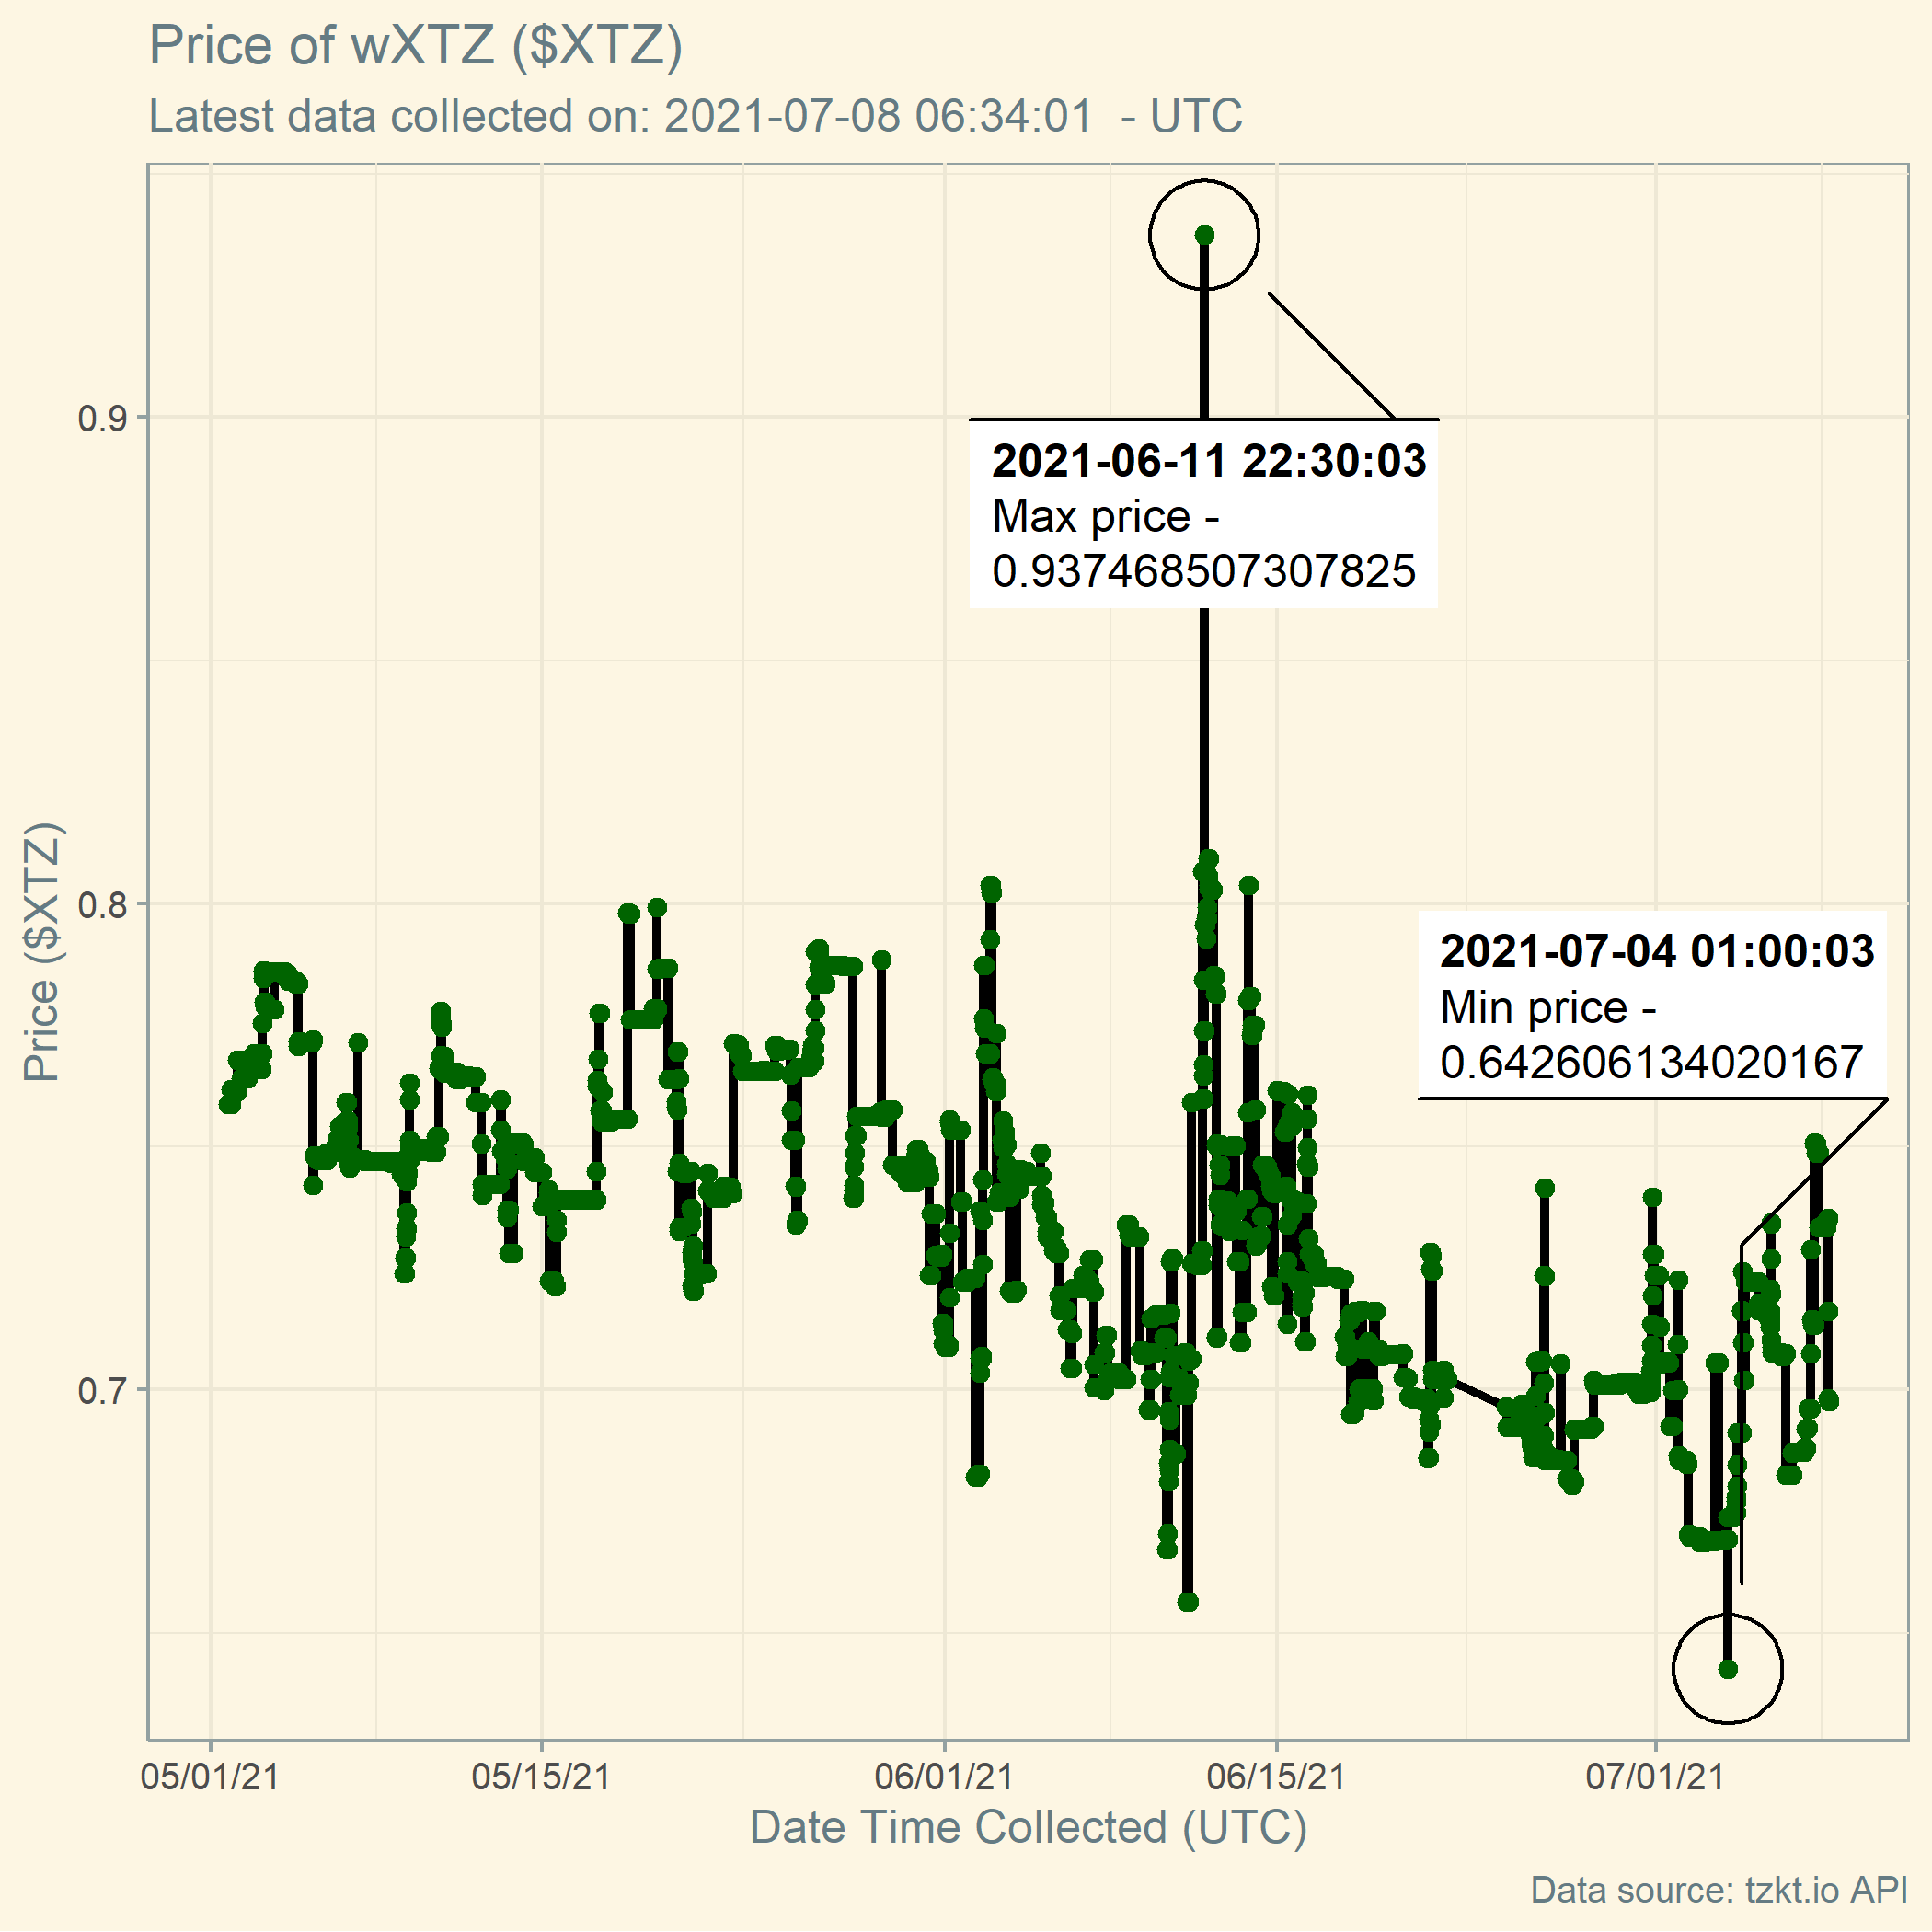 Price of wXTZ ($XTZ)
Latest data collected on: 2021-07-08 06:34:01  - UTC
2021-06-11 22:30:03
Max price -
0.937468507307825
2021-07-04 01:00:03
Min price -
0.642606134020167
Price ($XTZ)
0.9
0.8
0.7
05/01/21 05/15/21 06/01/21 06/15/21 07/01/21
Date Time Collected (UTC)
Data source: tzkt.io API